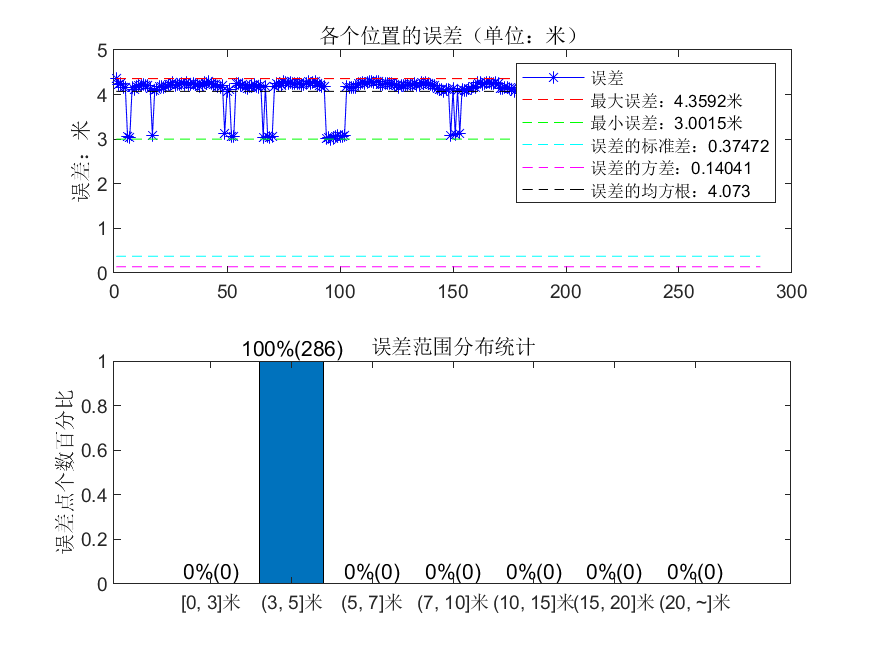 各个位置的误差（单位：米）
误差：米
5
4
3
2
1
0
0 50 100 150 200 250 300
误差
最大误差：4.3592米
最小误差：3.0015米
误差的标准差：0.37472
误差的方差：0.14041
误差的均方根：4.073
误差范围分布统计
误差点个数百分比
1
0.8
0.6
0.4
0.2
0
100%(286)
0%(0) 0%(0) 0%(0) 0%(0) 0%(0) 0%(0)
[0, 3]米 (3, 5]米 (5, 7]米 (7, 10]米 (10, 15]米 (15, 20]米 (20, ~]米